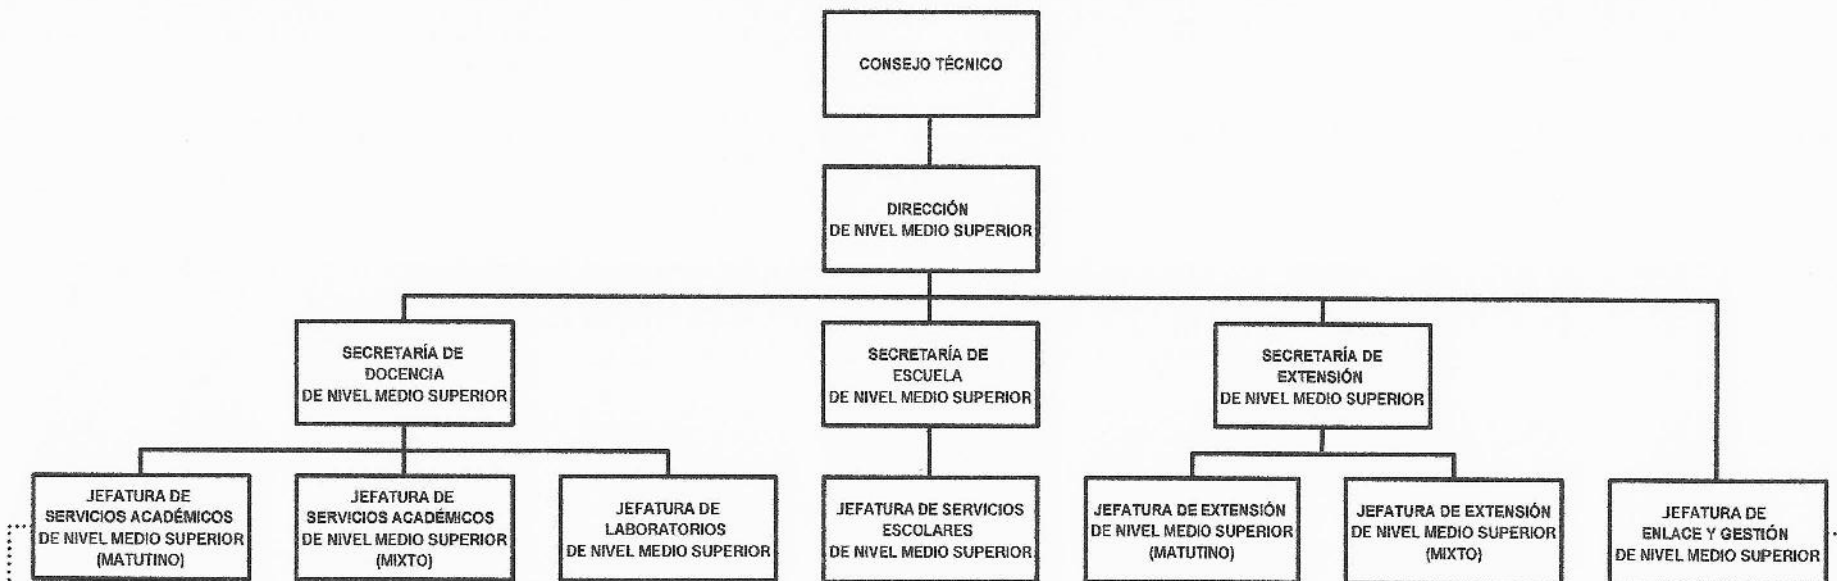 CONSEJO TÉCNICO
DIRECCIÓN
DE NIVEL MEDIO SUPERIOR
SECRETARÍA DE
DOCENCIA
DE NIVEL MEDIO SUPERIOR
SECRETARÍA DE
ESCUELA
DE NIVEL MEDIO SUPERIOR
SECRETARÍA DE
EXTENSIÓN
DE NIVEL MEDIO SUPERIOR
JEFATURA DE
SERVICIOS ACADÉMICOS
DE NIVEL MEDIO SUPERIOR
(MATUTINO)
JEFATURA DE
SERVICIOS ACADÉMICOS
DE NIVEL MEDIO SUPERIOR
(MIXTO)
JEFATURA DE
LABORATORIOS
DE NIVEL MEDIO SUPERIOR
JEFATURA DE SERVICIOS
ESCOLARES
DE NIVEL MEDIO SUPERIOR
JEFATURA DE EXTENSIÓN
DE NIVEL MEDIO SUPERIOR
(MATUTINO)
JEFATURA DE EXTENSIÓN
DE NIVEL MEDIO SUPERIOR
(MIXTO)
JEFATURA DE
ENLACE Y GESTIÓN
DE NIVEL MEDIO SUPERIOR